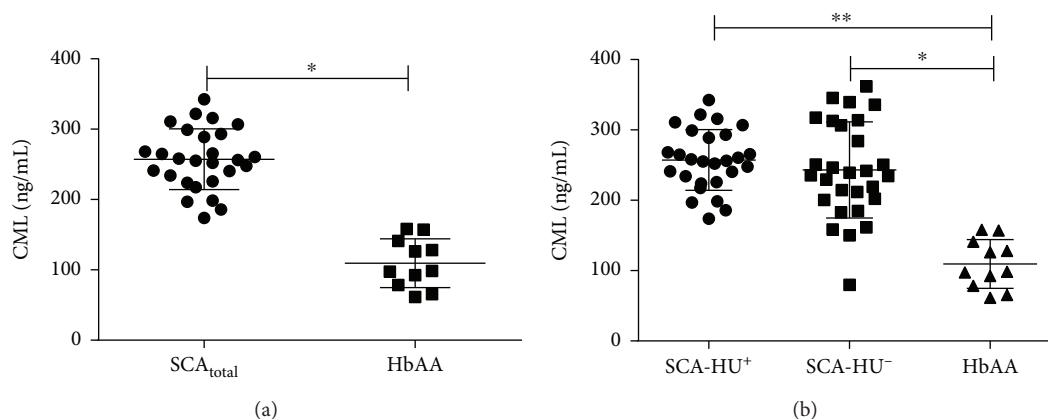 *
400
300
200
100
0
CML (ng/mL)
SCAtotal
HbAA
(a)
**
*
400
300
200
100
0
CML (ng/mL)
SCA-HU⁺
SCA-HU⁻
HbAA
(b)